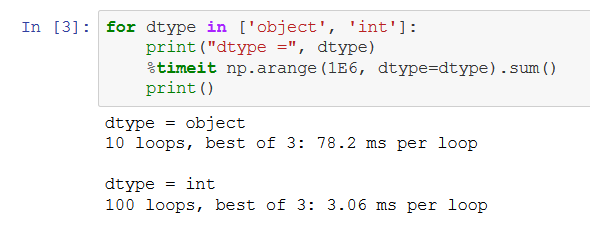 In [3]: for dtype in ['object', 'int']:
    print("dtype =", dtype)
    %timeit np.arange(1E6, dtype=dtype).sum()
    print()
dtype = object
10 loops, best of 3: 78.2 ms per loop
dtype = int
100 loops, best of 3: 3.06 ms per loop